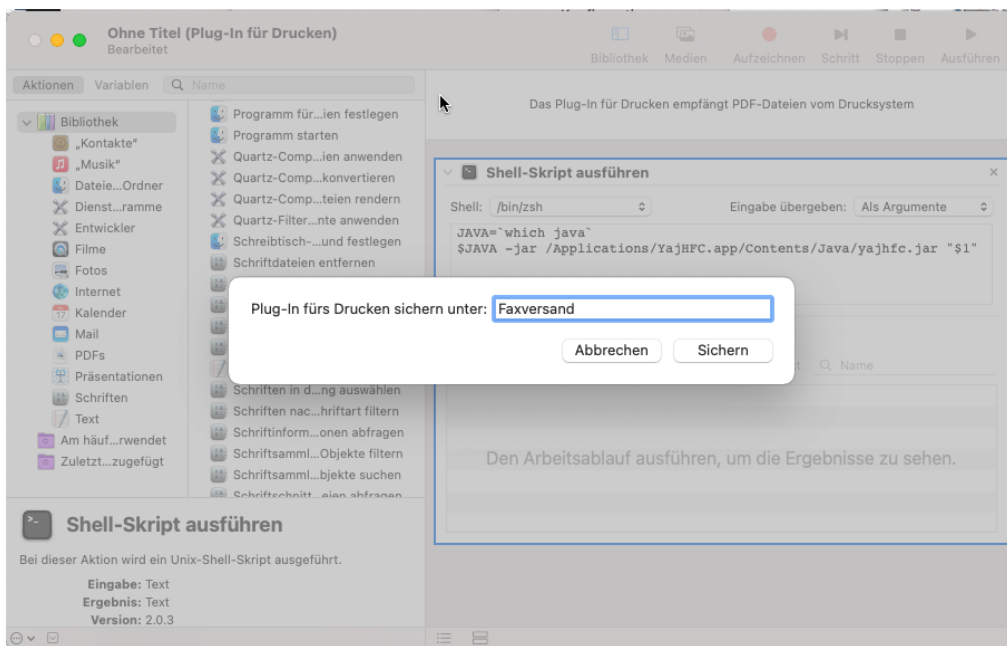 Ohne Titel (Plug-In für Drucken)
Bearbeitet
Bibliothek Medien Aufzeichnen Schritt Stoppen Ausführen
Aktionen Variablen Name
Bibliothek
„Kontakte“
„Musik“
Dateie...Ordner
Dienst...ramme
Entwickler
Filme
Fotos
Internet
Kalender
Mail
PDFs
Präsentationen
Schriften
Text
Am häuf...rwendet
Zuletzt...zugefügt
Programm für...ien festlegen
Programm starten
Quartz-Comp...ien anwenden
Quartz-Comp...konvertieren
Quartz-Comp...teien rendern
Quartz-Filter...nte anwenden
Schreibtisch-...und festlegen
Schriftdateien entfernen
Schriften in d...ng auswählen
Schriften nac...hriftart filtern
Schriftinform...onen abfragen
Schriftsamml...Objekte filtern
Schriftsamml...bjekte suchen
Schriftschnitt...eien abfragen
Das Plug-In für Drucken empfängt PDF-Dateien vom Drucksystem
Shell-Skript ausführen
Shell: /bin/zsh Eingabe übergeben: Als Argumente
JAVA=`which java`
$JAVA -jar /Applications/YajHFC.app/Contents/Java/yajhfc.jar "$1"
Plug-In fürs Drucken sichern unter: Faxversand
Abbrechen Sichern
Name
Den Arbeitsablauf ausführen, um die Ergebnisse zu sehen.
Shell-Skript ausführen
Bei dieser Aktion wird ein Unix-Shell-Skript ausgeführt.
Eingabe: Text
Ergebnis: Text
Version: 2.0.3